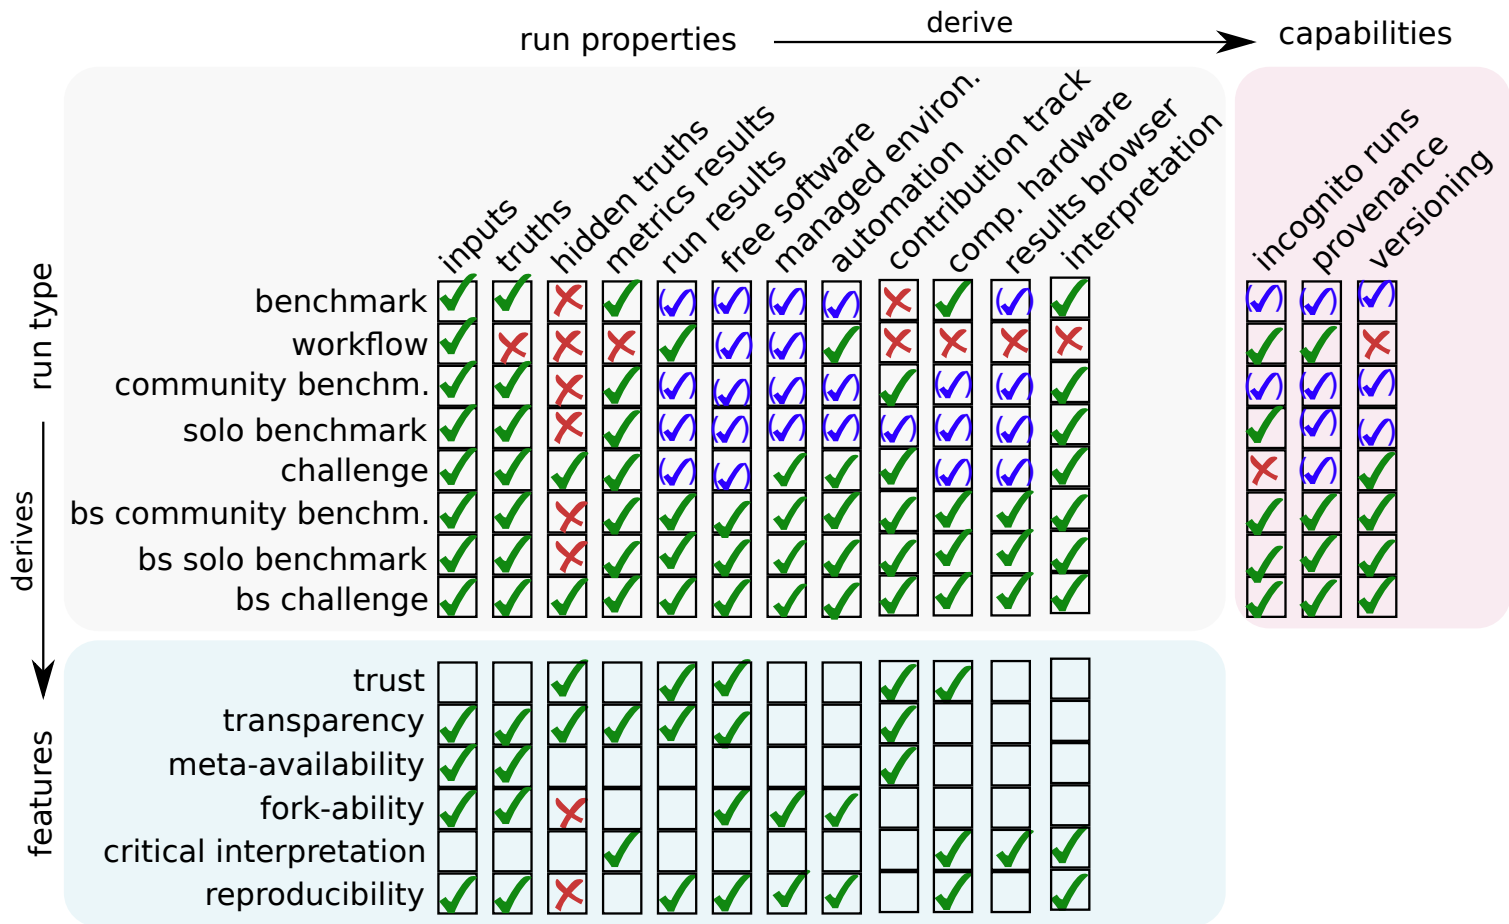 run properties
derive
capabilities
inputs
truths
hidden truths
metrics results
run results
free software
managed environ.
automation
contribution track
comp. hardware
results browser
interpretation
incognito runs
provenance
versioning
run type
derives
features
benchmark
workflow
community benchm.
solo benchmark
challenge
bs community benchm.
bs solo benchmark
bs challenge
trust
transparency
meta-availability
fork-ability
critical interpretation
reproducibility